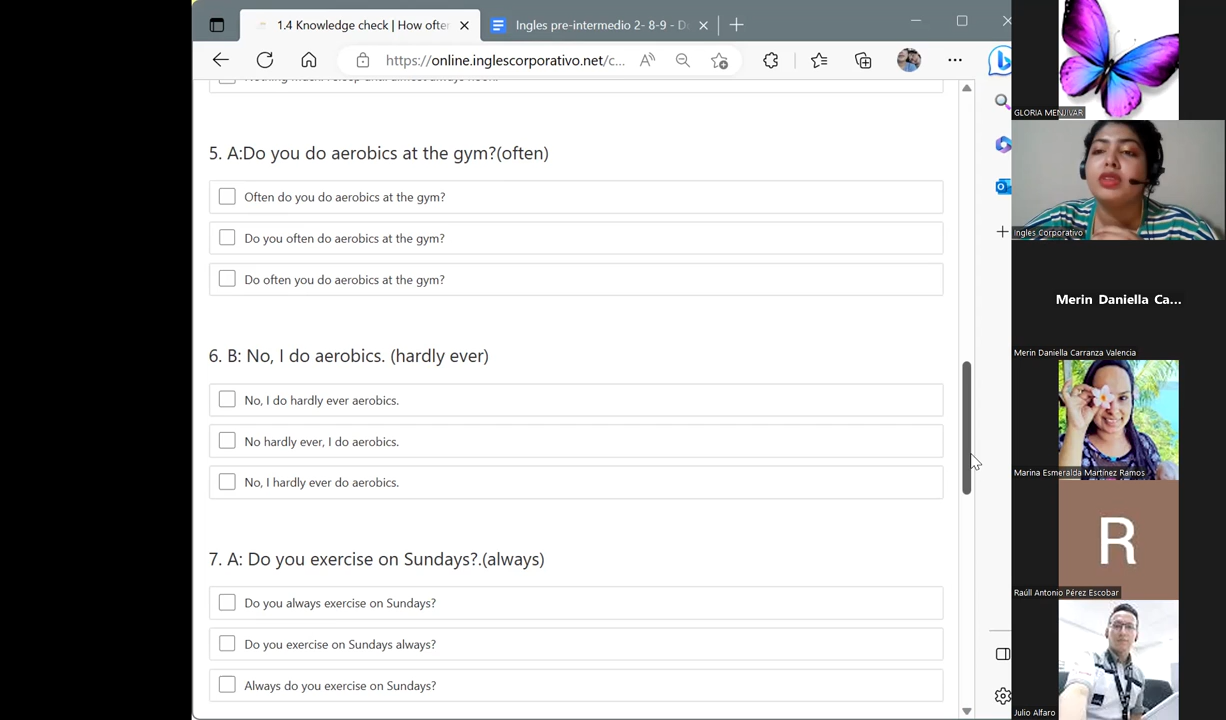 1.4 Knowledge check | How ofter
Ingles pre-intermedio 2- 8-9 - Do
https://online.inglescorporativo.net/c...
5. A:Do you do aerobics at the gym?(often)
Often do you do aerobics at the gym?
Do you often do aerobics at the gym?
Do often you do aerobics at the gym?
6. B: No, I do aerobics. (hardly ever)
No, I do hardly ever aerobics.
No hardly ever, I do aerobics.
No, I hardly ever do aerobics.
7. A: Do you exercise on Sundays?.(always)
Do you always exercise on Sundays?
Do you exercise on Sundays always?
Always do you exercise on Sundays?
GLORIA MENJIVAR
Ingles Corporativo
Merin Daniella Ca...
Merin Daniella Carranza Valencia
Marina Esmeralda Martínez Ramos
R
Raúll Antonio Pérez Escobar
Julio Alfaro